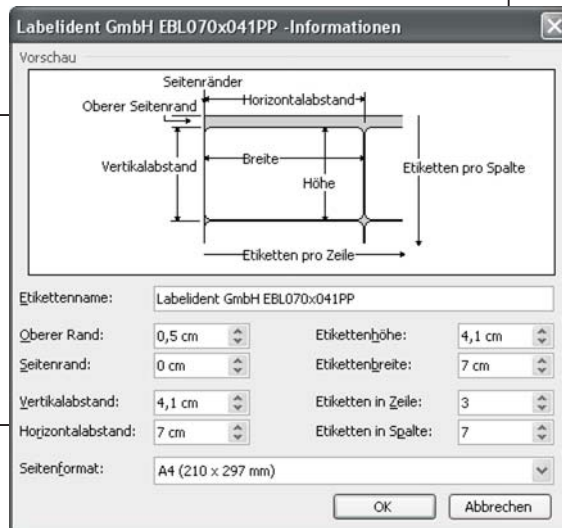 Labelident GmbH EBL070x041PP -Informationen
Vorschau
Seitenränder
Oberer Seitenrand
Horizontalabstand
Vertikalabstand
Breite
Höhe
Etiketten pro Spalte
Etiketten pro Zeile
Etikettenname: Labelident GmbH EBL070x041PP
Oberer Rand: 0,5 cm Etikettenhöhe: 4,1 cm
Seitenrand: 0 cm Etikettenbreite: 7 cm
Vertikalabstand: 4,1 cm Etiketten in Zeile: 3
Horizontalabstand: 7 cm Etiketten in Spalte: 7
Seitenformat: A4 (210 x 297 mm)
OK Abbrechen